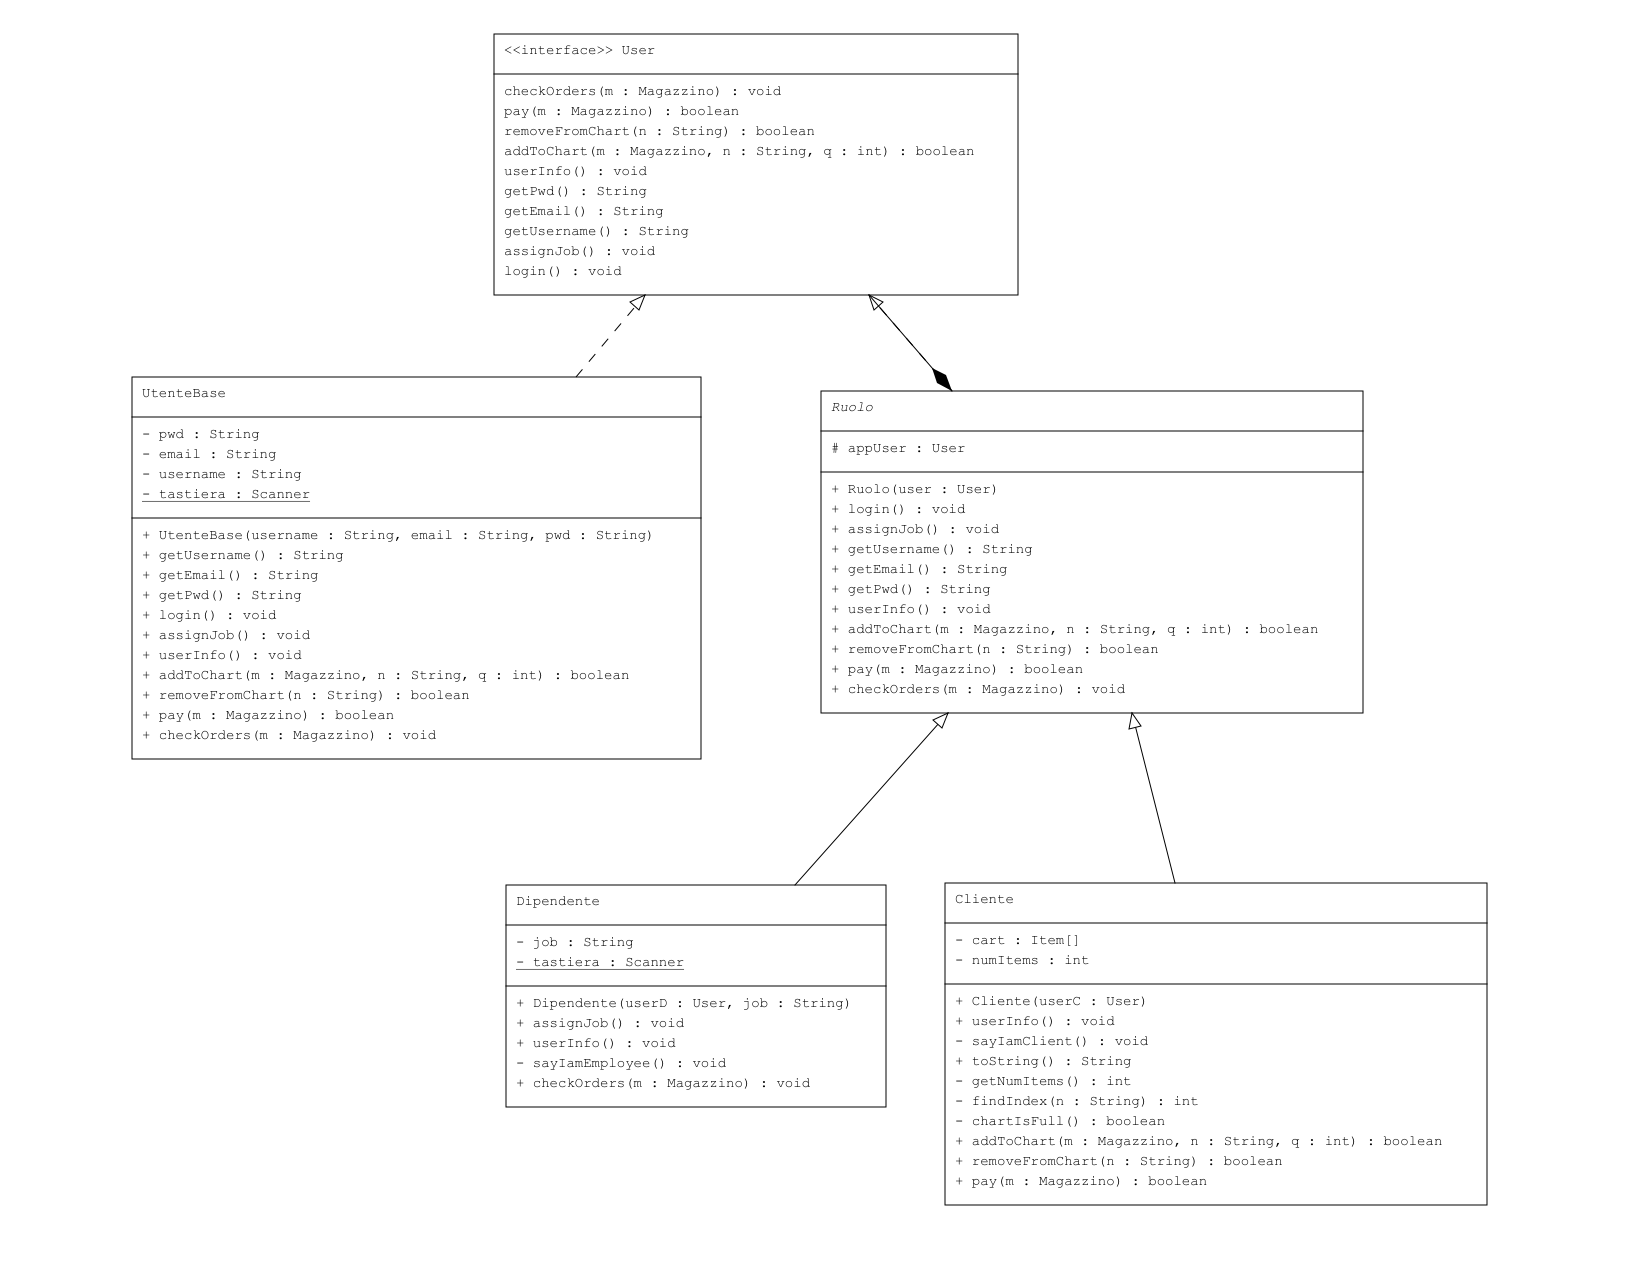 <<interface>> User
checkOrders(m : Magazzino) : void
pay(m : Magazzino) : boolean
removeFromChart(n : String) : boolean
addToChart(m : Magazzino, n : String, q : int) : boolean
userInfo() : void
getPwd() : String
getEmail() : String
getUsername() : String
assignJob() : void
login() : void
UtenteBase
- pwd : String
- email : String
- username : String
- tastiera : Scanner
+ UtenteBase(username : String, email : String, pwd : String)
+ getUsername() : String
+ getEmail() : String
+ getPwd() : String
+ login() : void
+ assignJob() : void
+ userInfo() : void
+ addToChart(m : Magazzino, n : String, q : int) : boolean
+ removeFromChart(n : String) : boolean
+ pay(m : Magazzino) : boolean
+ checkOrders(m : Magazzino) : void
Ruolo
# appUser : User
+ Ruolo(user : User)
+ login() : void
+ assignJob() : void
+ getUsername() : String
+ getEmail() : String
+ getPwd() : String
+ userInfo() : void
+ addToChart(m : Magazzino, n : String, q : int) : boolean
+ removeFromChart(n : String) : boolean
+ pay(m : Magazzino) : boolean
+ checkOrders(m : Magazzino) : void
Dipendente
- job : String
- tastiera : Scanner
+ Dipendente(userD : User, job : String)
+ assignJob() : void
+ userInfo() : void
- sayIamEmployee() : void
+ checkOrders(m : Magazzino) : void
Cliente
- cart : Item[]
- numItems : int
+ Cliente(userC : User)
+ userInfo() : void
- sayIamClient() : void
+ toString() : String
- getNumItems() : int
- findIndex(n : String) : int
- chartIsFull() : boolean
+ addToChart(m : Magazzino, n : String, q : int) : boolean
+ removeFromChart(n : String) : boolean
+ pay(m : Magazzino) : boolean